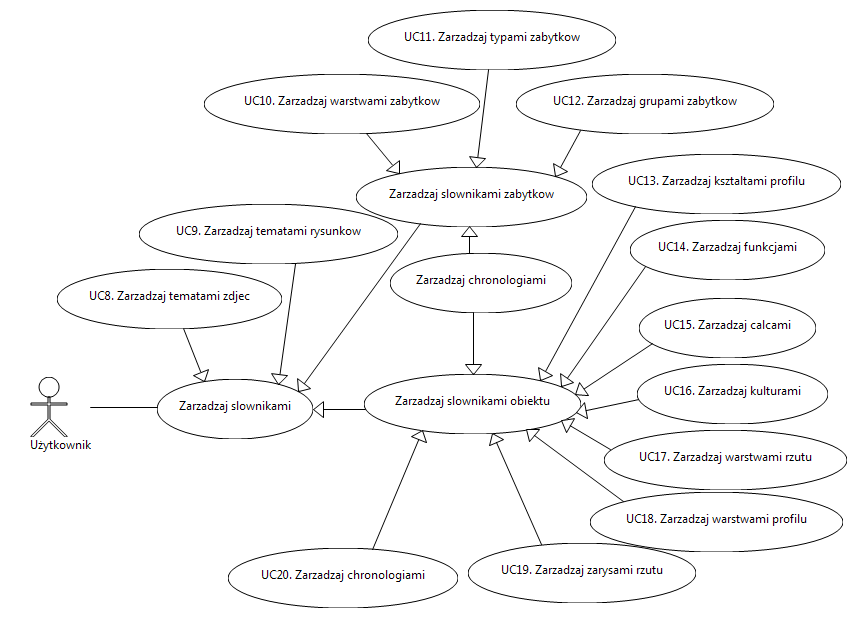 UC11. Zarzadzaj typami zabytkow
UC10. Zarzadzaj warstwami zabytkow
UC12. Zarzadzaj grupami zabytkow
UC13. Zarzadzaj ksztaltami profilu
Zarzadzaj slownikami zabytkow
UC9. Zarzadzaj tematami rysunkow
UC14. Zarzadzaj funkcjami
Zarzadzaj chronologiami
UC8. Zarzadzaj tematami zdjec
UC15. Zarzadzaj calcami
UC16. Zarzadzaj kulturami
Zarzadzaj slownikami
Zarzadzaj slownikami obiektu
Użytkownik
UC17. Zarzadzaj warstwami rzutu
UC18. Zarzadzaj warstwami profilu
UC20. Zarzadzaj chronologiami
UC19. Zarzadzaj zarysami rzutu